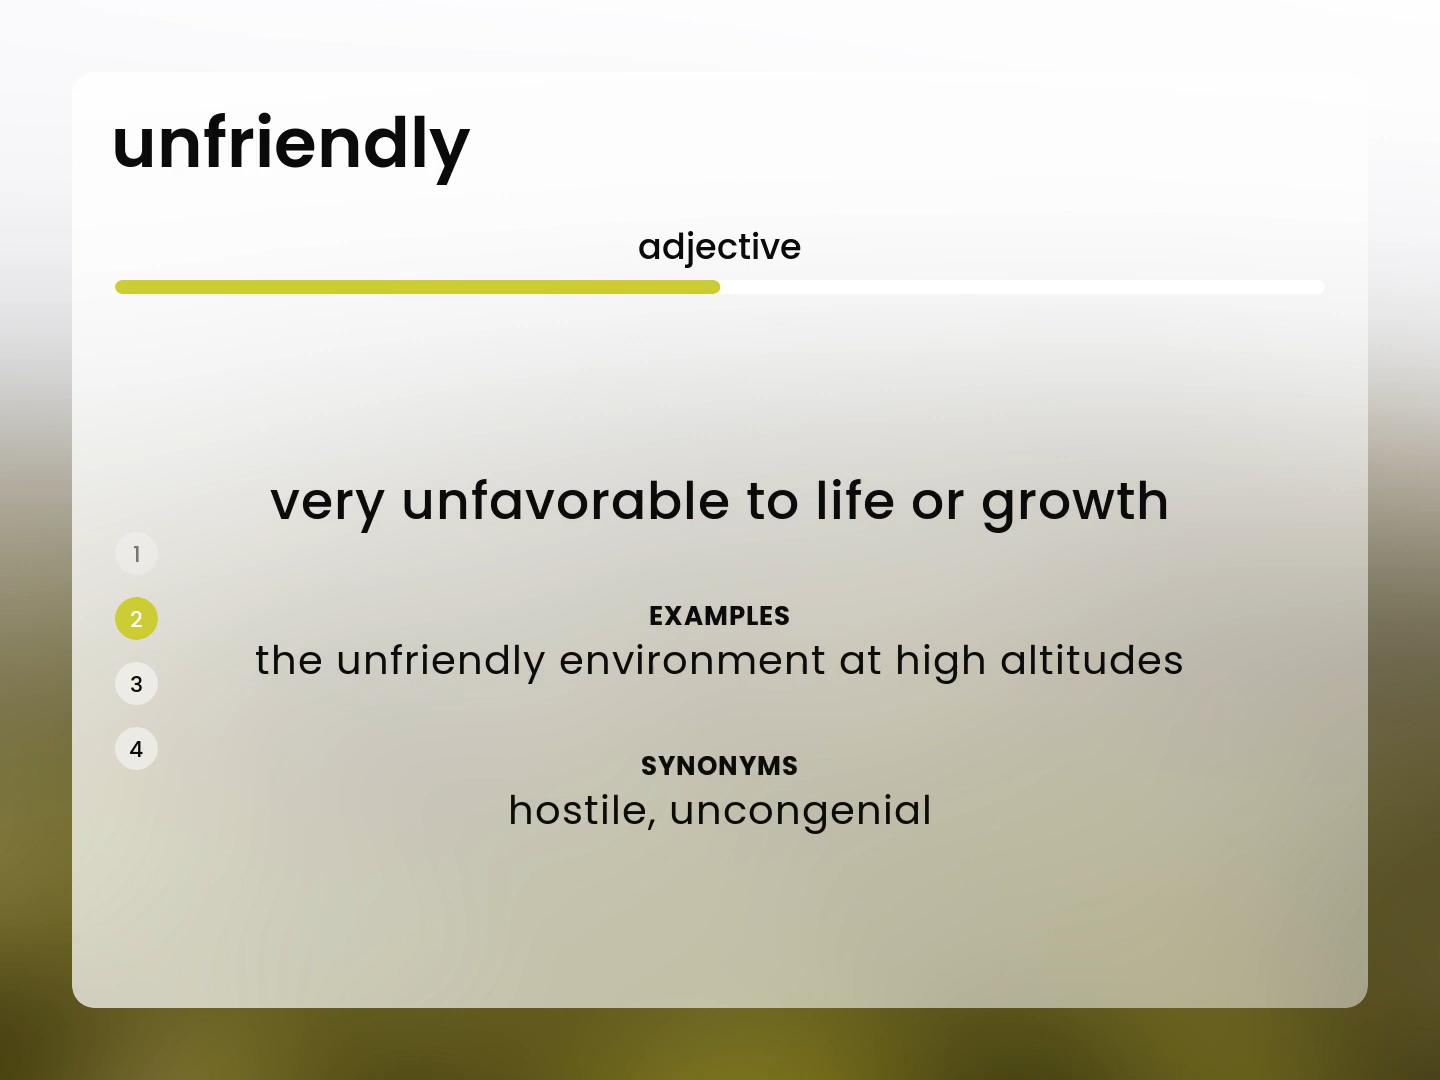 unfriendly
adjective
very unfavorable to life or growth
1
2
3
4
EXAMPLES
the unfriendly environment at high altitudes
SYNONYMS
hostile, uncongenial